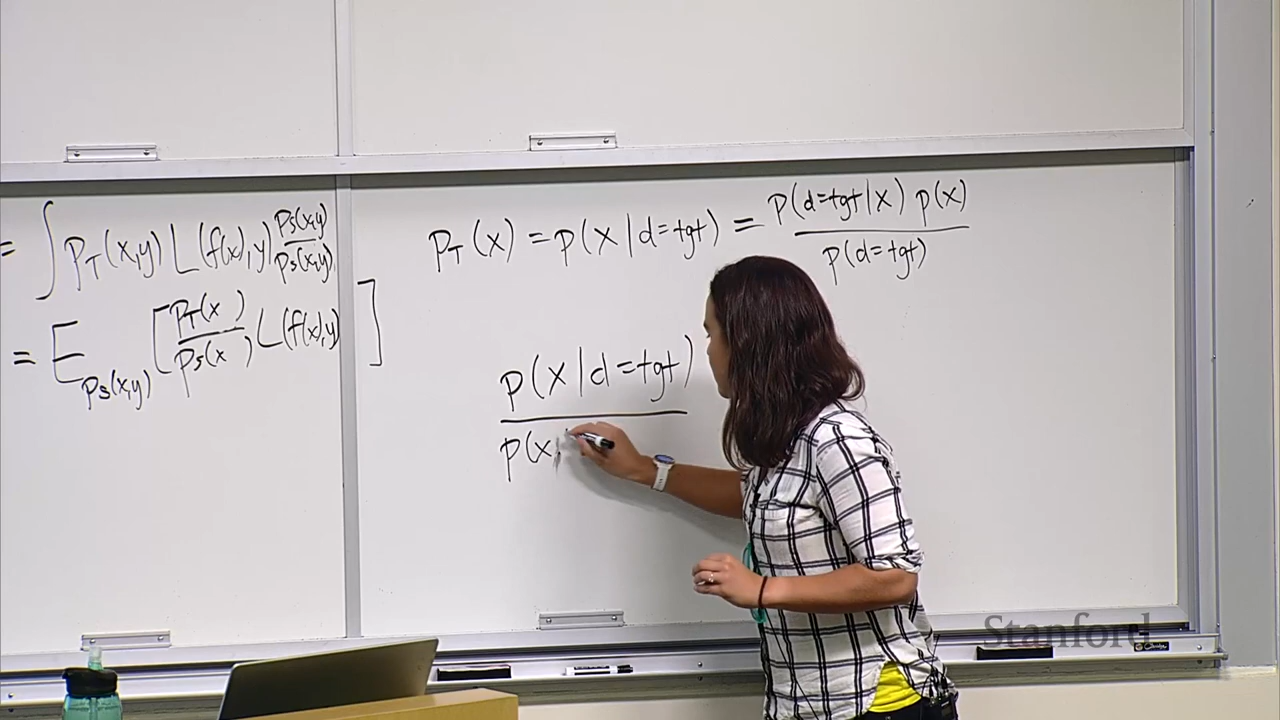 = ∫ p_T(x,y) L(f(x),y) p_S(x,y) / p_S(x,y)
= E_{p_S(x,y)} [ p_T(x ) / p_S(x ) L(f(x),y) ]
p_T(x) = p(x | d=tgt) = p(d=tgt | x) p(x) / p(d=tgt)
p(x | d=tgt)
p(x |
Stanford